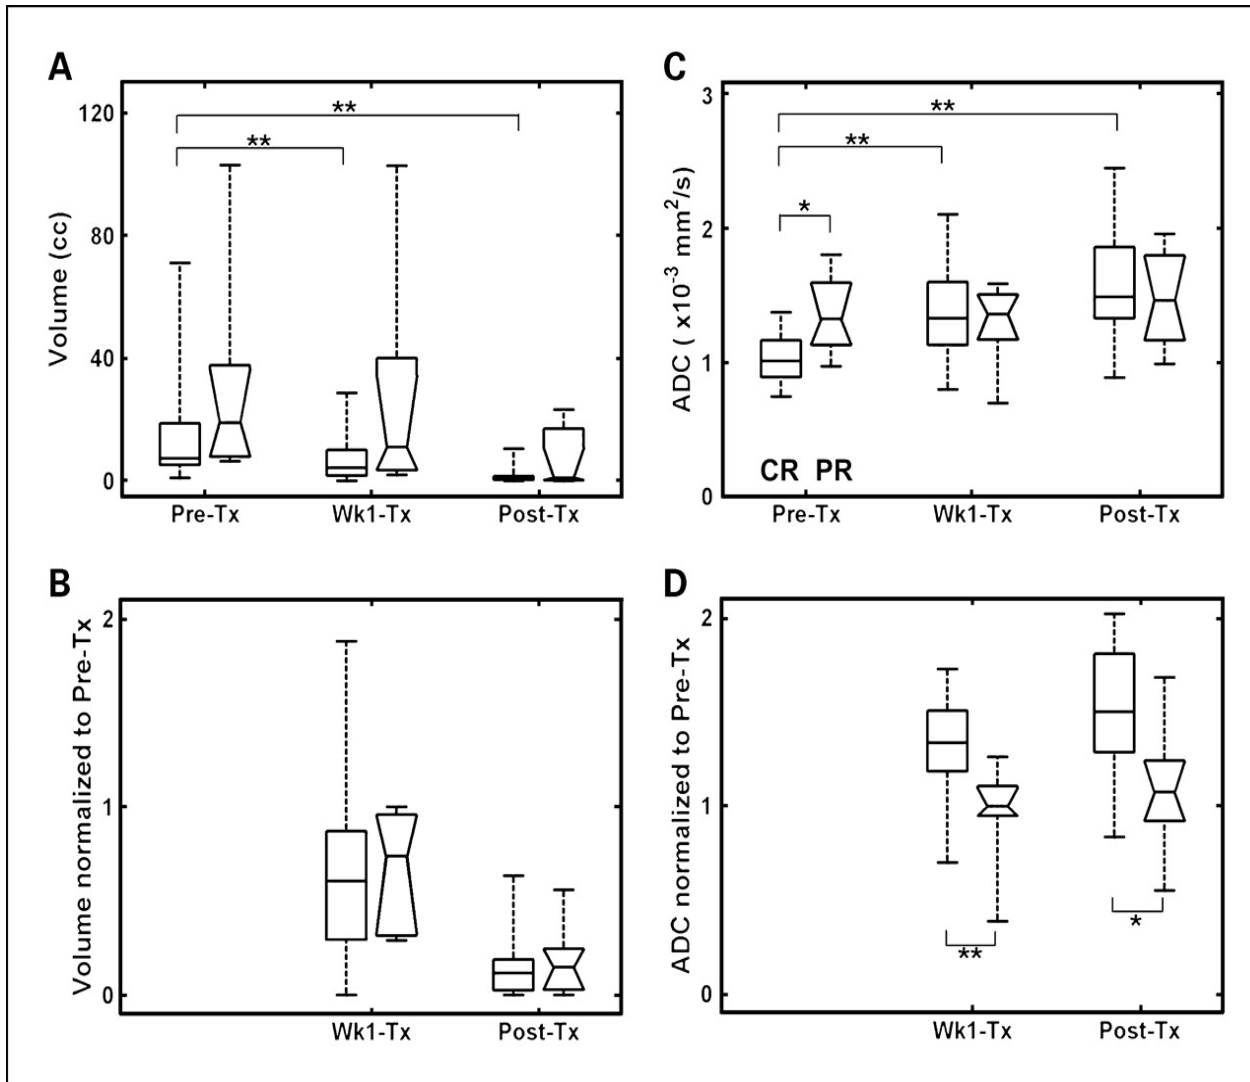 A
Volume (cc)
120
80
40
0
**
**
Pre-Tx
Wk1-Tx
Post-Tx
C
ADC ( x10⁻³ mm²/s)
3
2
1
0
**
**
*
CR PR
Pre-Tx
Wk1-Tx
Post-Tx
B
Volume normalized to Pre-Tx
2
1
0
Wk1-Tx
Post-Tx
D
ADC normalized to Pre-Tx
2
1
0
**
*
Wk1-Tx
Post-Tx